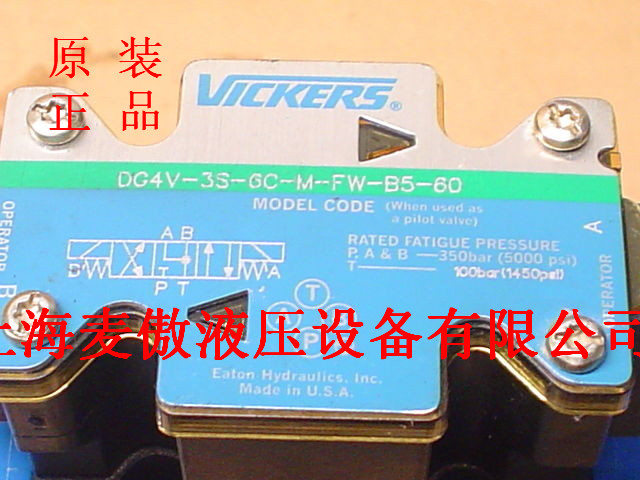 原装
正品
VICKERS®
DG4V-3S-6C-M-FW-B5-60
MODEL CODE (When used as
a pilot valve)
RATED FATIGUE PRESSURE
P, A & B —350bar (5000 psi)
T 100bar (1450psi)
OPERATOR B
A
A B
B A
P T
T
P
上海麦傲液压设备有限公司
Eaton Hydraulics, Inc.
Made in U.S.A.